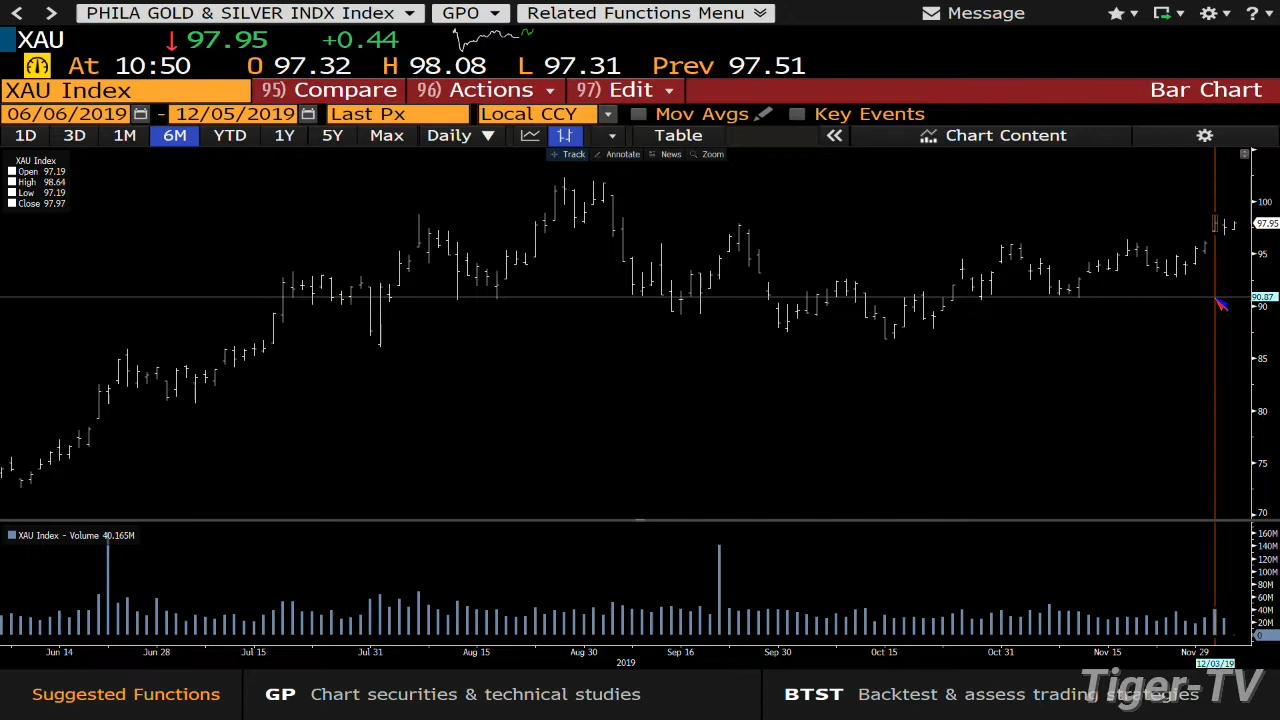 PHILA GOLD & SILVER INDX Index GPO Related Functions Menu Message ?
XAU 97.95 +0.44
At 10:50 O 97.32 H 98.08 L 97.31 Prev 97.51
XAU Index 95) Compare 96) Actions 97) Edit Bar Chart
06/06/2019 - 12/05/2019 Last Px Local CCY Mov Avgs Key Events
1D 3D 1M 6M YTD 1Y 5Y Max Daily Table Chart Content
Track Annotate News Zoom
XAU Index
Open 97.19
High 98.64
Low 97.19
Close 97.97
100
97.95
95
90.87
90
85
80
75
70
XAU Index - Volume 40.165M
160M
140M
120M
100M
80M
60M
40M
20M
0
Jun 14 Jun 28 Jul 15 Jul 31 Aug 15 Aug 30 Sep 16 Sep 30 Oct 15 Oct 31 Nov 15 Nov 29
2019 12/03/19
Suggested Functions GP Chart securities & technical studies BTST Backtest & assess trading strategies
Tiger-TV